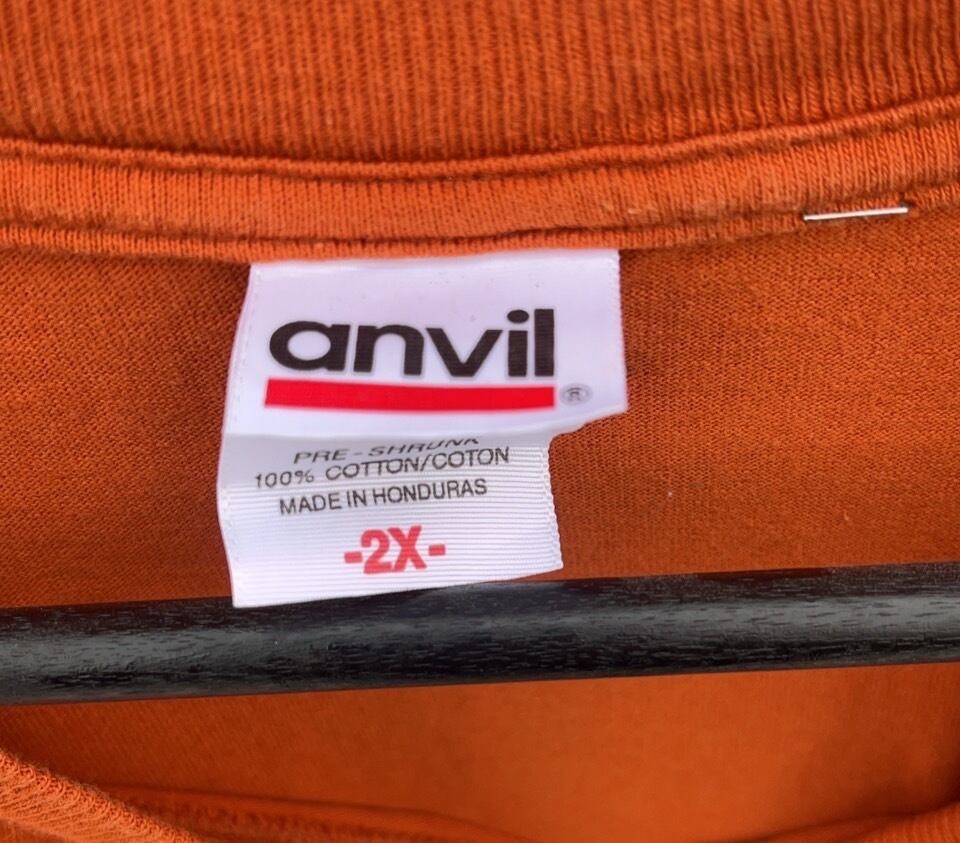 anvil
®
PRE-SHRUNK
100% COTTON/COTON
MADE IN HONDURAS
-2X-